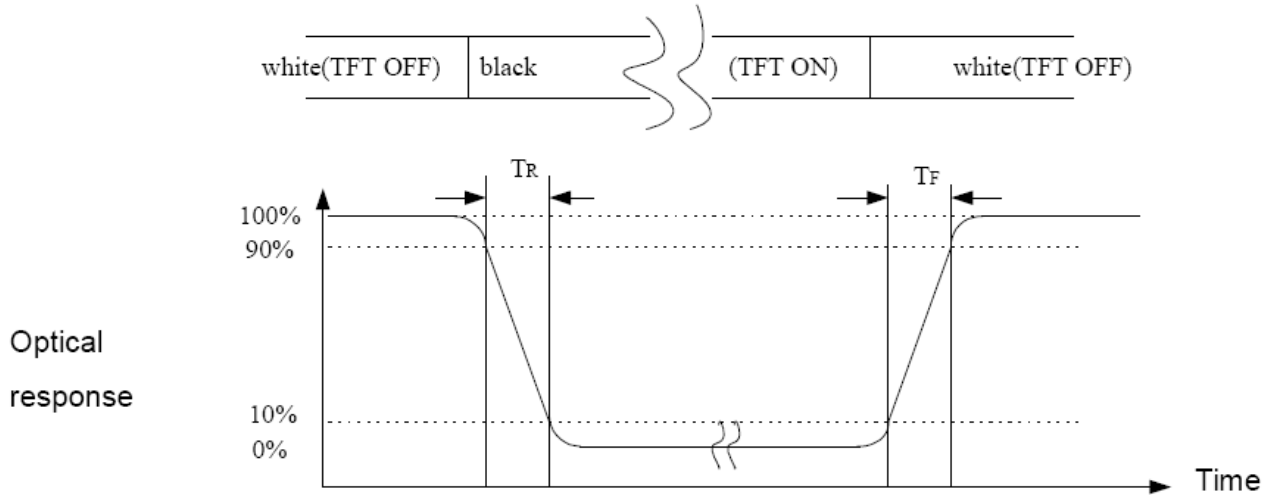 white(TFT OFF) black (TFT ON) white(TFT OFF)
TR TF
100%
90%
Optical
response
10%
0%
Time